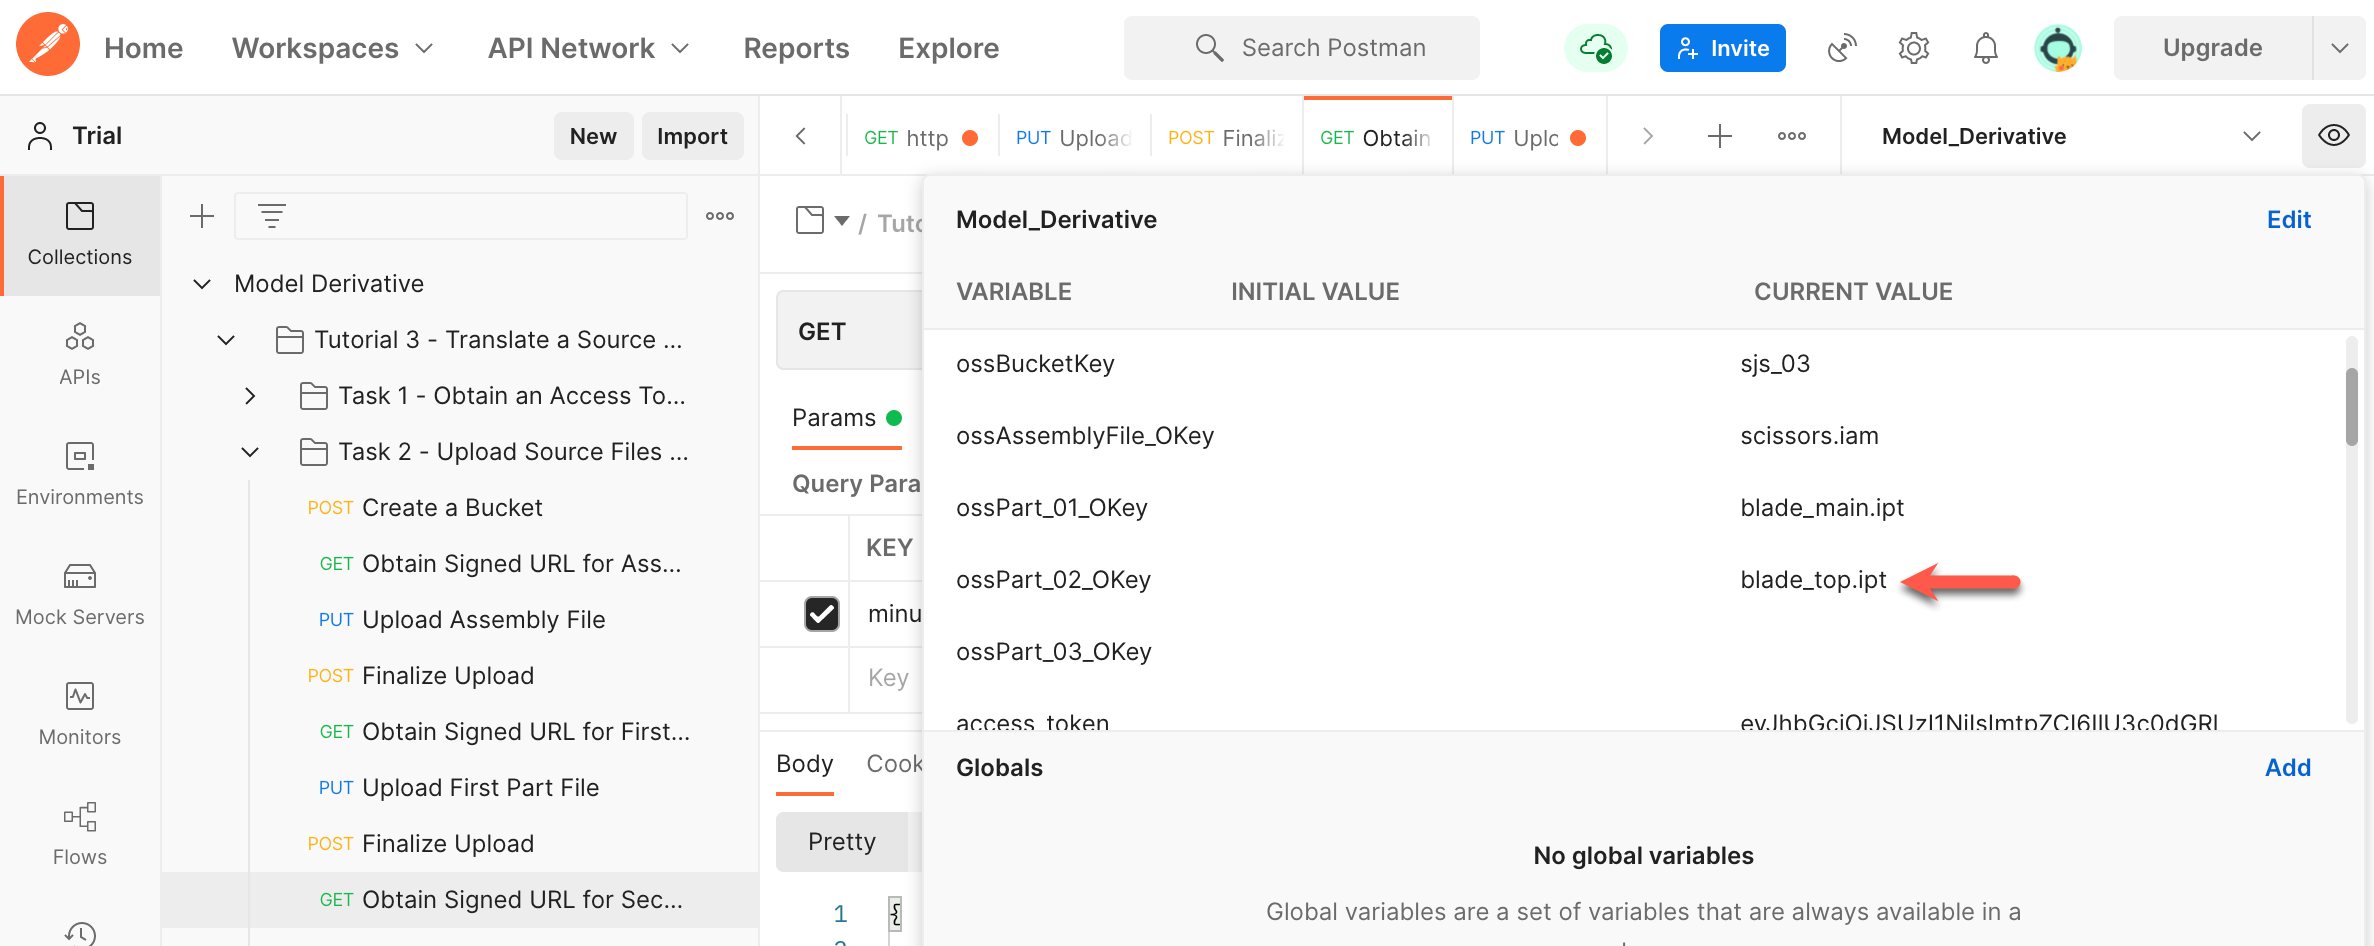 Home Workspaces API Network Reports Explore Search Postman Invite Upgrade
Trial New Import
GET http PUT Upload POST Finaliz GET Obtain PUT Uplo Model_Derivative
Collections
APIs
Environments
Mock Servers
Monitors
Flows
Model Derivative
Tutorial 3 - Translate a Source ...
Task 1 - Obtain an Access To...
Task 2 - Upload Source Files ...
POST Create a Bucket
GET Obtain Signed URL for Ass...
PUT Upload Assembly File
POST Finalize Upload
GET Obtain Signed URL for First...
PUT Upload First Part File
POST Finalize Upload
GET Obtain Signed URL for Sec...
/ Tuto
GET
Params
Query Para
KEY
minu
Key
Body Cook
Pretty
1 {
2
Model_Derivative Edit
VARIABLE INITIAL VALUE CURRENT VALUE
ossBucketKey sjs_03
ossAssemblyFile_OKey scissors.iam
ossPart_01_OKey blade_main.ipt
ossPart_02_OKey blade_top.ipt
ossPart_03_OKey
access_token
Globals Add
No global variables
Global variables are a set of variables that are always available in a